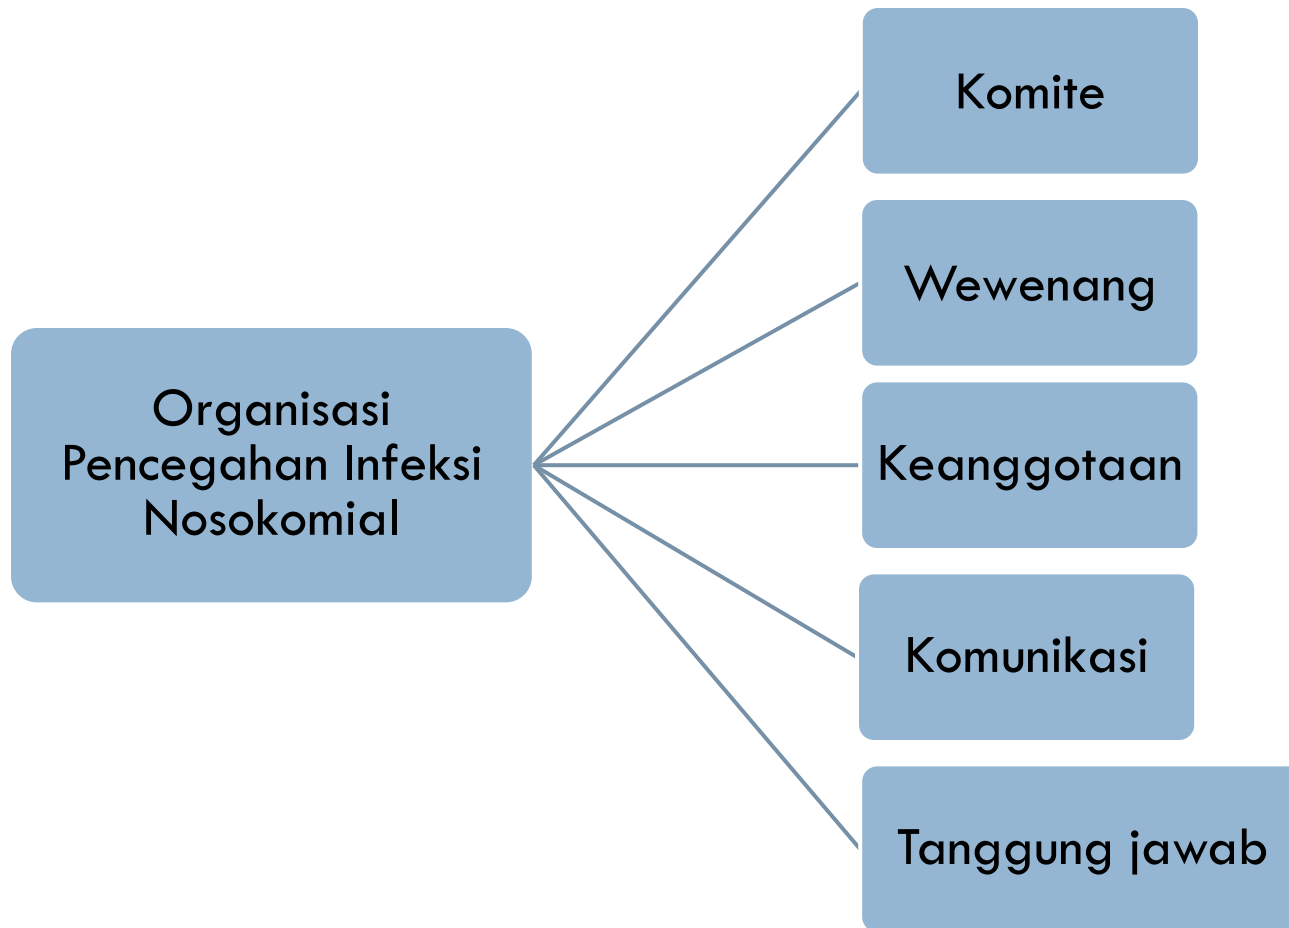 Komite
Wewenang
Organisasi
Pencegahan Infeksi
Nosokomial
Keanggotaan
Komunikasi
Tanggung jawab